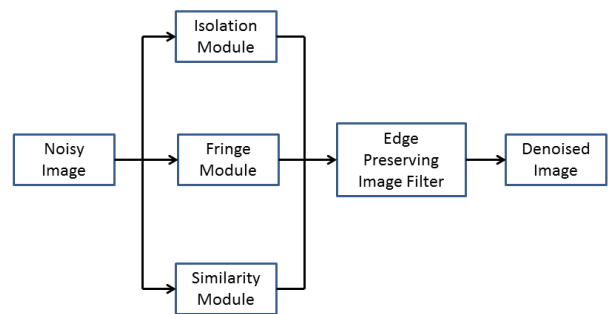 Isolation
Module
Noisy
Image
Fringe
Module
Edge
Preserving
Image Filter
Denoised
Image
Similarity
Module